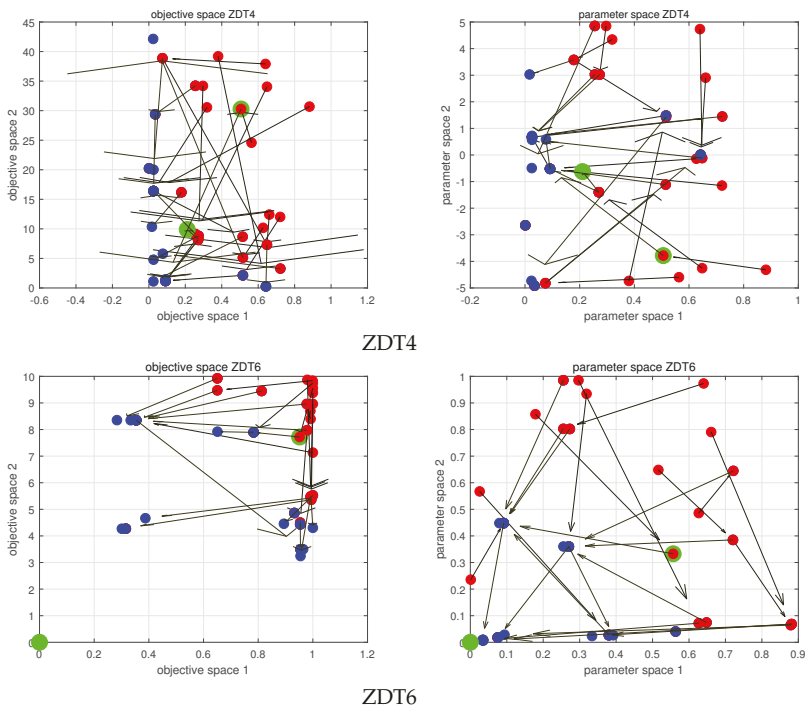 objective space ZDT4
objective space 2
45
40
35
30
25
20
15
10
5
0
-0.6 -0.4 -0.2 0 0.2 0.4 0.6 0.8 1 1.2
objective space 1
parameter space ZDT4
parameter space 2
5
4
3
2
1
0
-1
-2
-3
-4
-5
-0.2 0 0.2 0.4 0.6 0.8 1
parameter space 1
ZDT4
objective space ZDT6
objective space 2
10
9
8
7
6
5
4
3
2
1
0
0 0.2 0.4 0.6 0.8 1 1.2
objective space 1
parameter space ZDT6
parameter space 2
1
0.9
0.8
0.7
0.6
0.5
0.4
0.3
0.2
0.1
0
0 0.1 0.2 0.3 0.4 0.5 0.6 0.7 0.8 0.9
parameter space 1
ZDT6